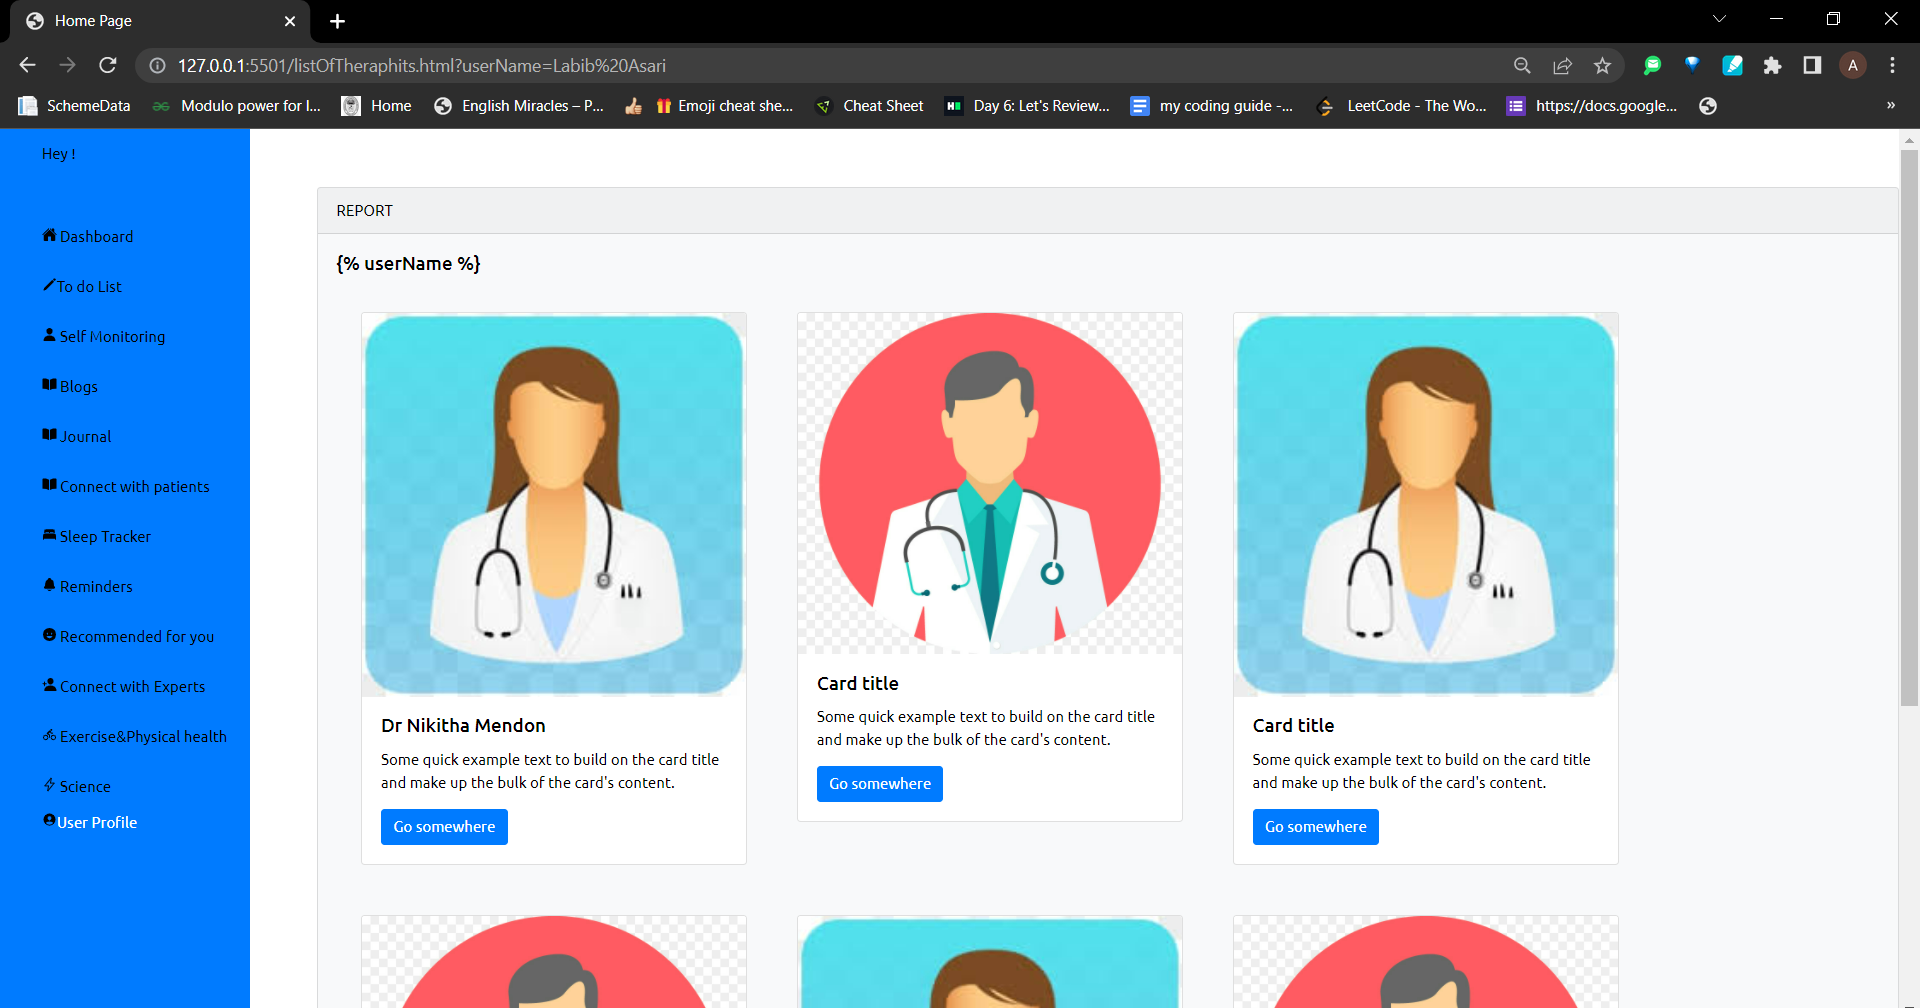 Home Page
127.0.0.1:5501/listOfTheraphits.html?userName=Labib%20Asari
A
SchemeData
Modulo power for I...
Home
English Miracles – P...
Emoji cheat she...
Cheat Sheet
Day 6: Let's Review...
my coding guide -...
LeetCode - The Wo...
https://docs.google...
»
Hey !
Dashboard
To do List
Self Monitoring
Blogs
Journal
Connect with patients
Sleep Tracker
Reminders
Recommended for you
Connect with Experts
Exercise&Physical health
Science
User Profile
REPORT
{% userName %}
Dr Nikitha Mendon
Some quick example text to build on the card title
and make up the bulk of the card's content.
Go somewhere
Card title
Some quick example text to build on the card title
and make up the bulk of the card's content.
Go somewhere
Card title
Some quick example text to build on the card title
and make up the bulk of the card's content.
Go somewhere